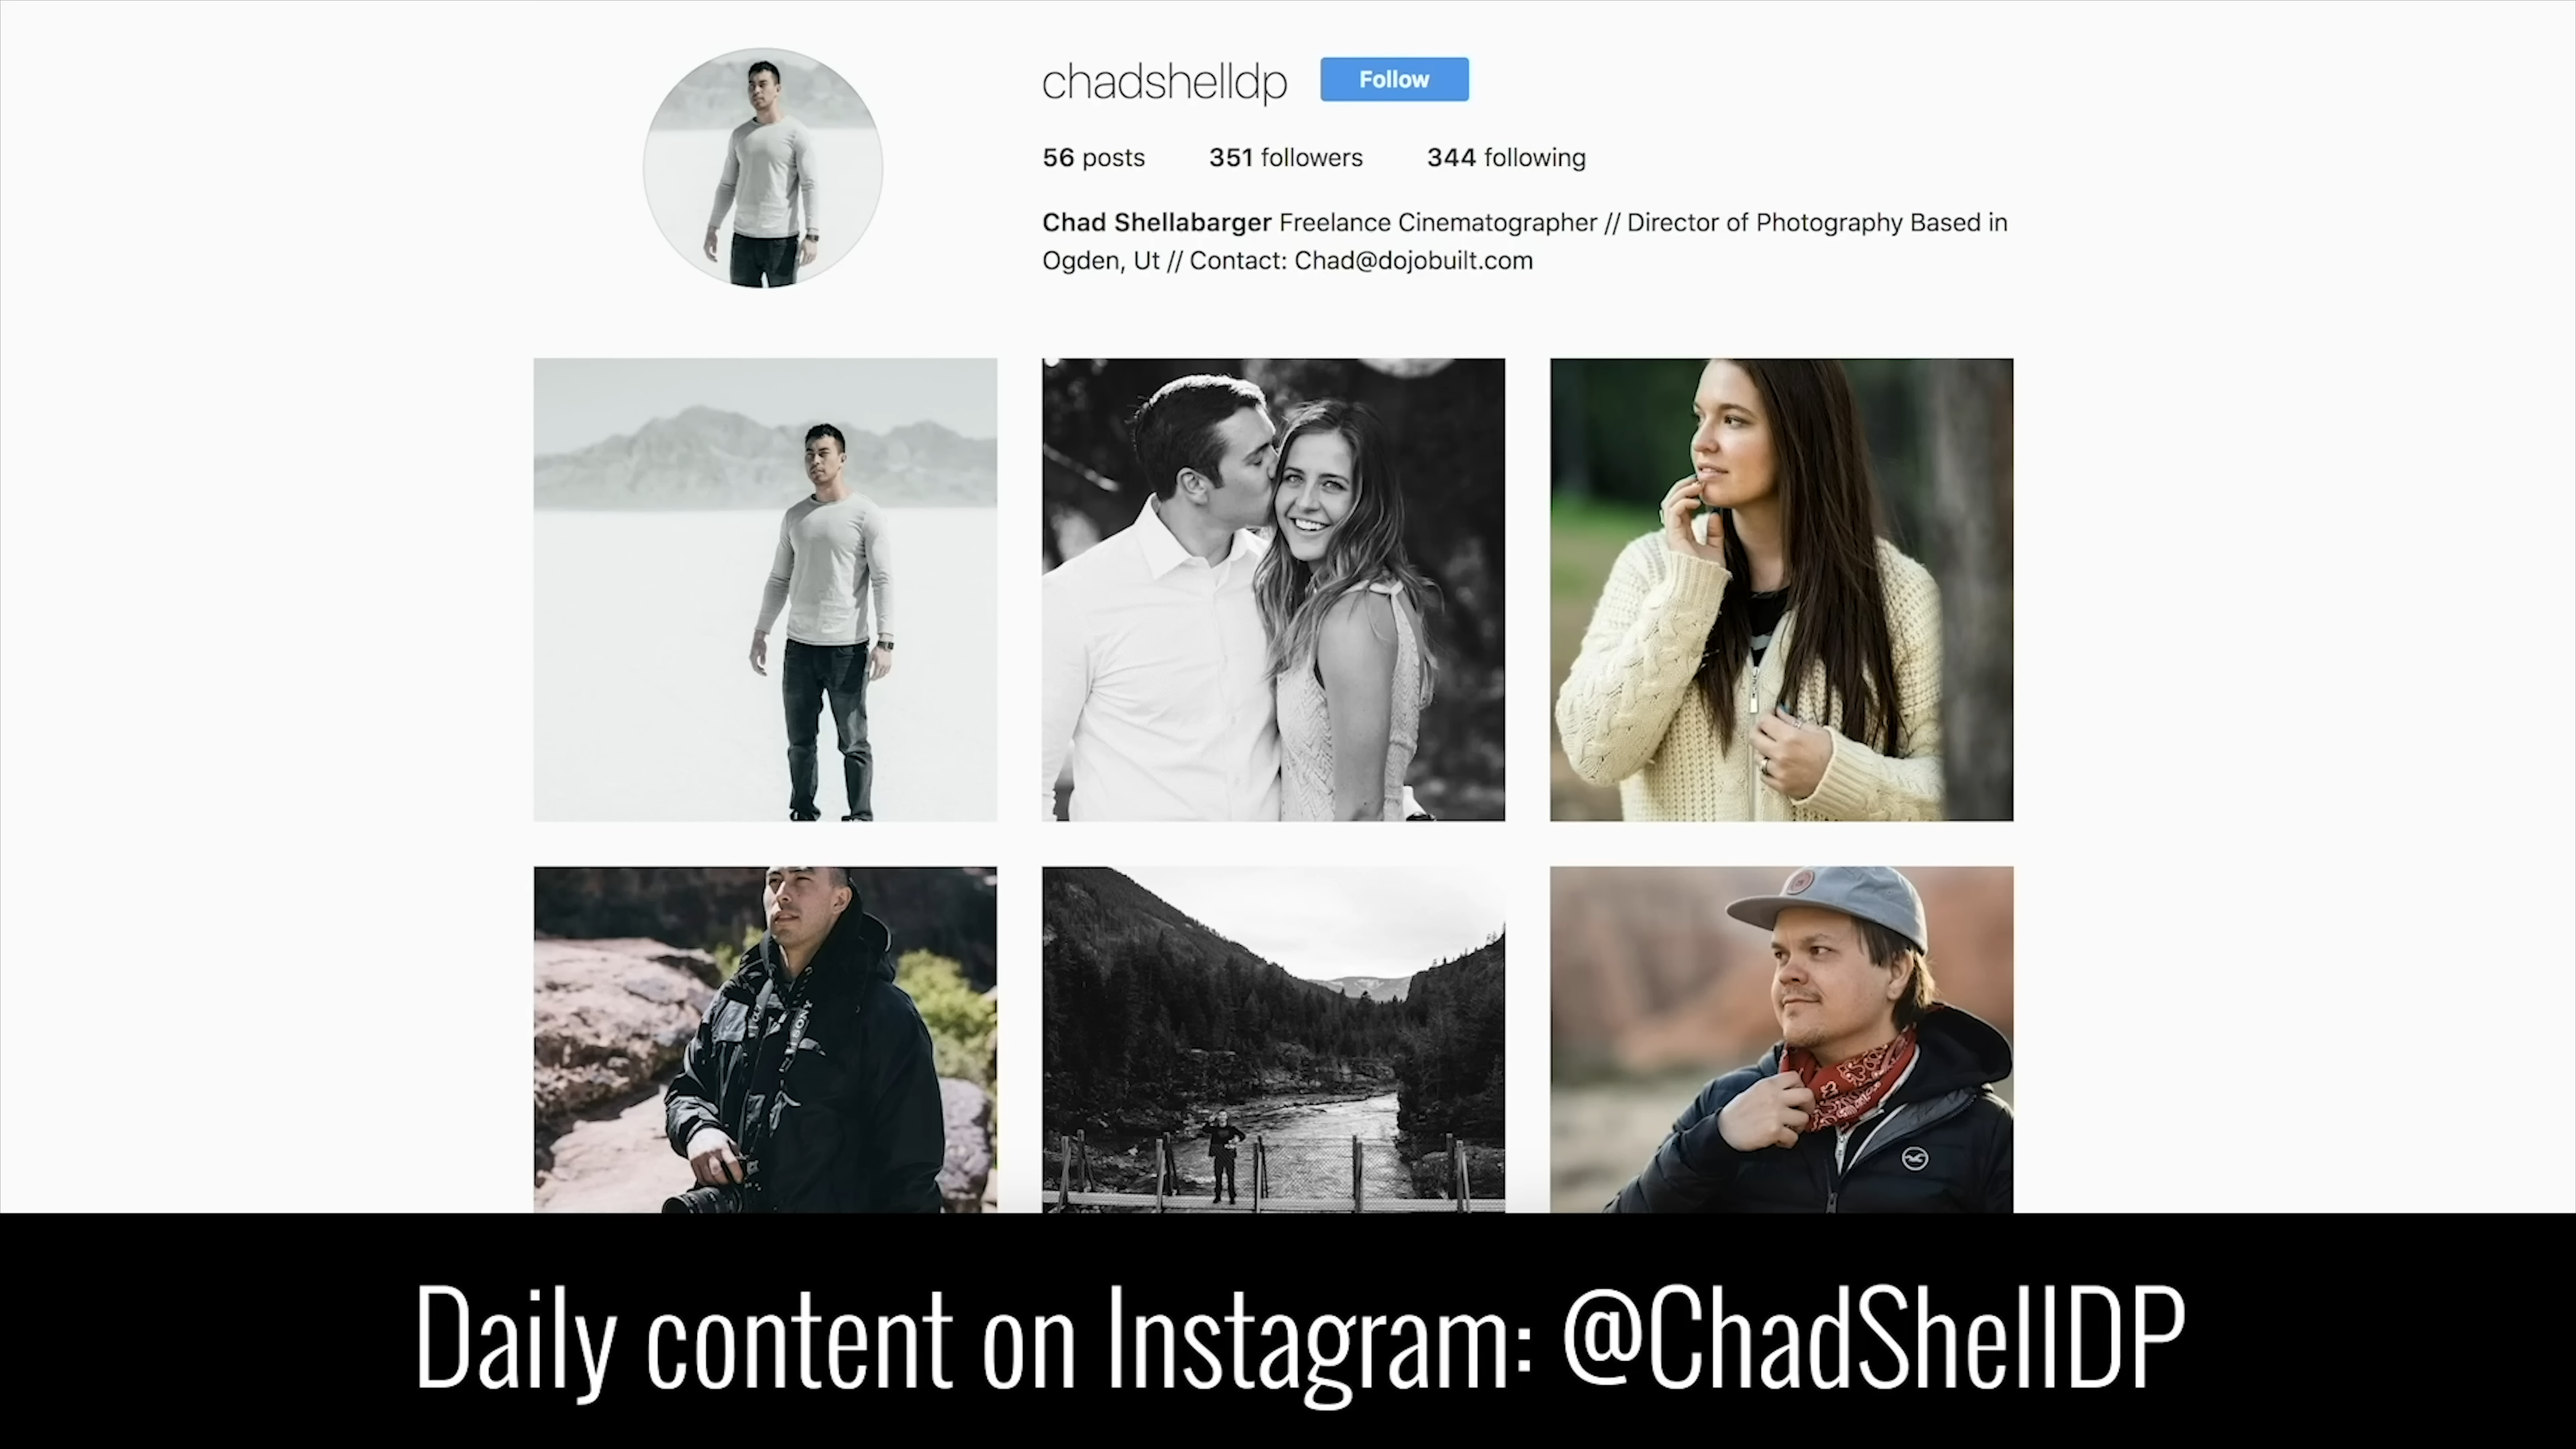 chadshelldp Follow
56 posts 351 followers 344 following
Chad Shellabarger Freelance Cinematographer // Director of Photography Based in
Ogden, Ut // Contact: Chad@dojobuilt.com
SONY
Daily content on Instagram: @ChadShellDP